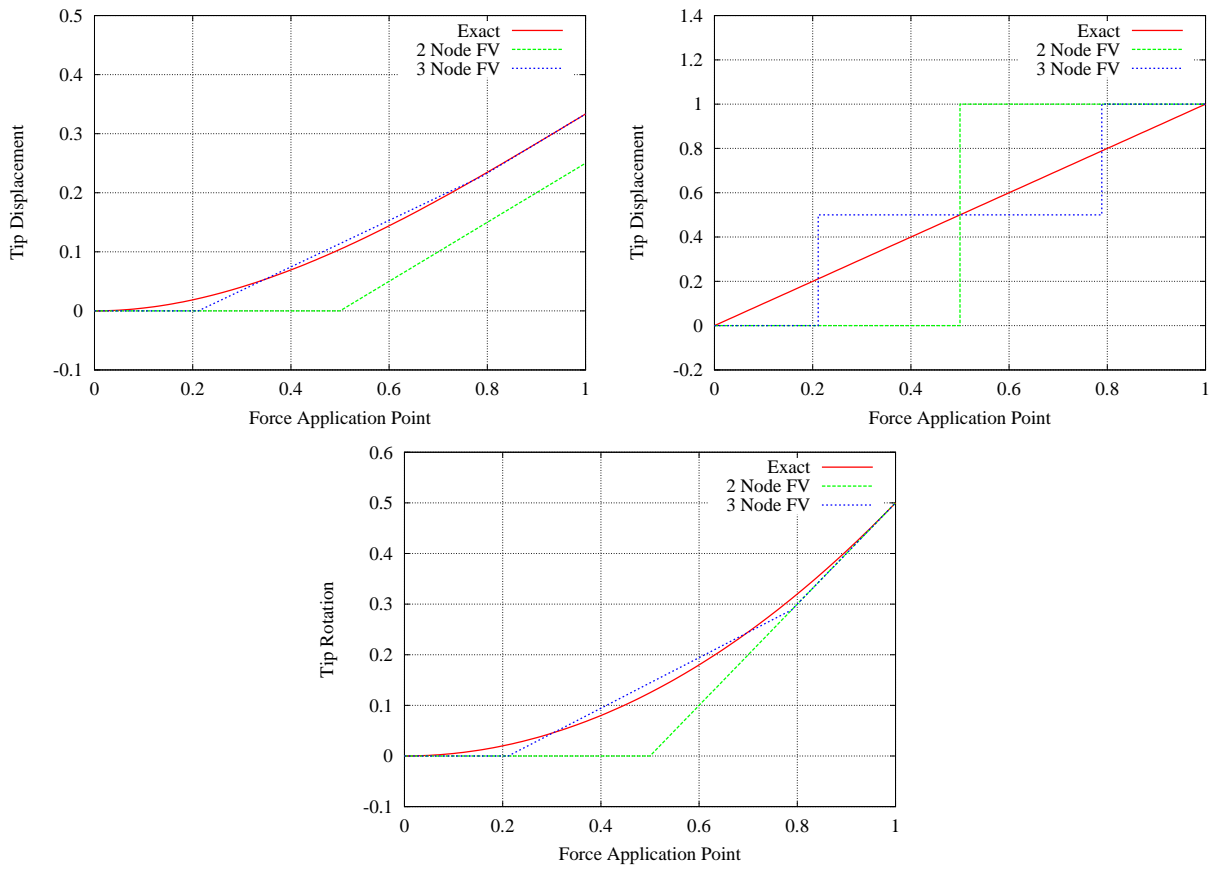 0.5
0.4
0.3
0.2
0.1
0
-0.1
Tip Displacement
Exact
2 Node FV
3 Node FV
0 0.2 0.4 0.6 0.8 1
Force Application Point
1.4
1.2
1
0.8
0.6
0.4
0.2
0
-0.2
Tip Displacement
Exact
2 Node FV
3 Node FV
0 0.2 0.4 0.6 0.8 1
Force Application Point
0.6
0.5
0.4
0.3
0.2
0.1
0
-0.1
Tip Rotation
Exact
2 Node FV
3 Node FV
0 0.2 0.4 0.6 0.8 1
Force Application Point